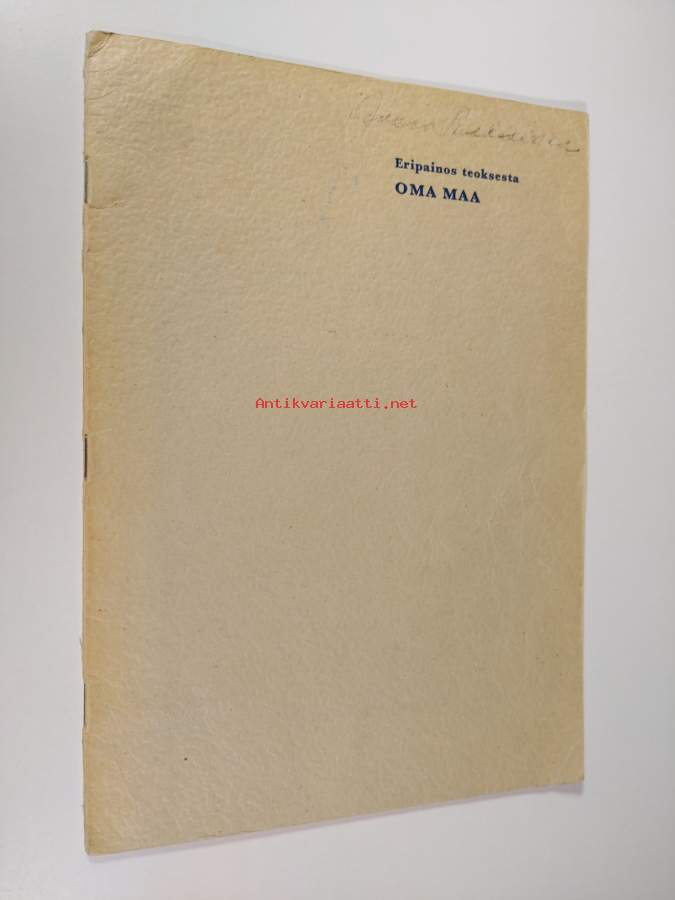 Eripainos teoksesta
OMA MAA
Antikvariaatti.net